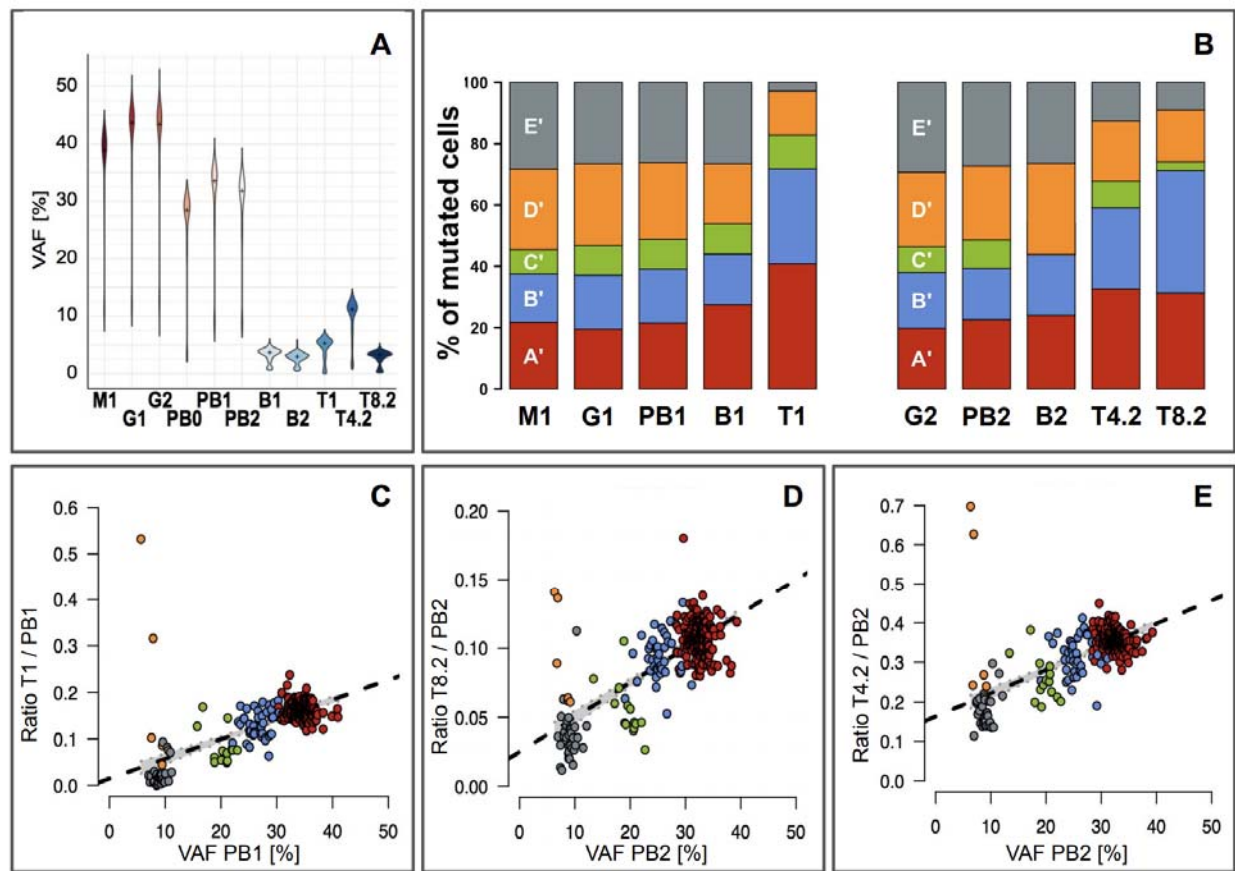 A
VAF [%]
50
40
30
20
10
0
M1 G2 PB1 B1 T1 T8.2
G1 PB0 PB2 B2 T4.2
B
% of mutated cells
100
80
60
40
20
0
E'
D'
C'
B'
A'
M1 G1 PB1 B1 T1
E'
D'
C'
B'
A'
G2 PB2 B2 T4.2 T8.2
C
Ratio T1 / PB1
0.6
0.5
0.4
0.3
0.2
0.1
0.0
0 10 20 30 40 50
VAF PB1 [%]
D
Ratio T8.2 / PB2
0.20
0.15
0.10
0.05
0.00
0 10 20 30 40 50
VAF PB2 [%]
E
Ratio T4.2 / PB2
0.7
0.6
0.5
0.4
0.3
0.2
0.1
0.0
0 10 20 30 40 50
VAF PB2 [%]